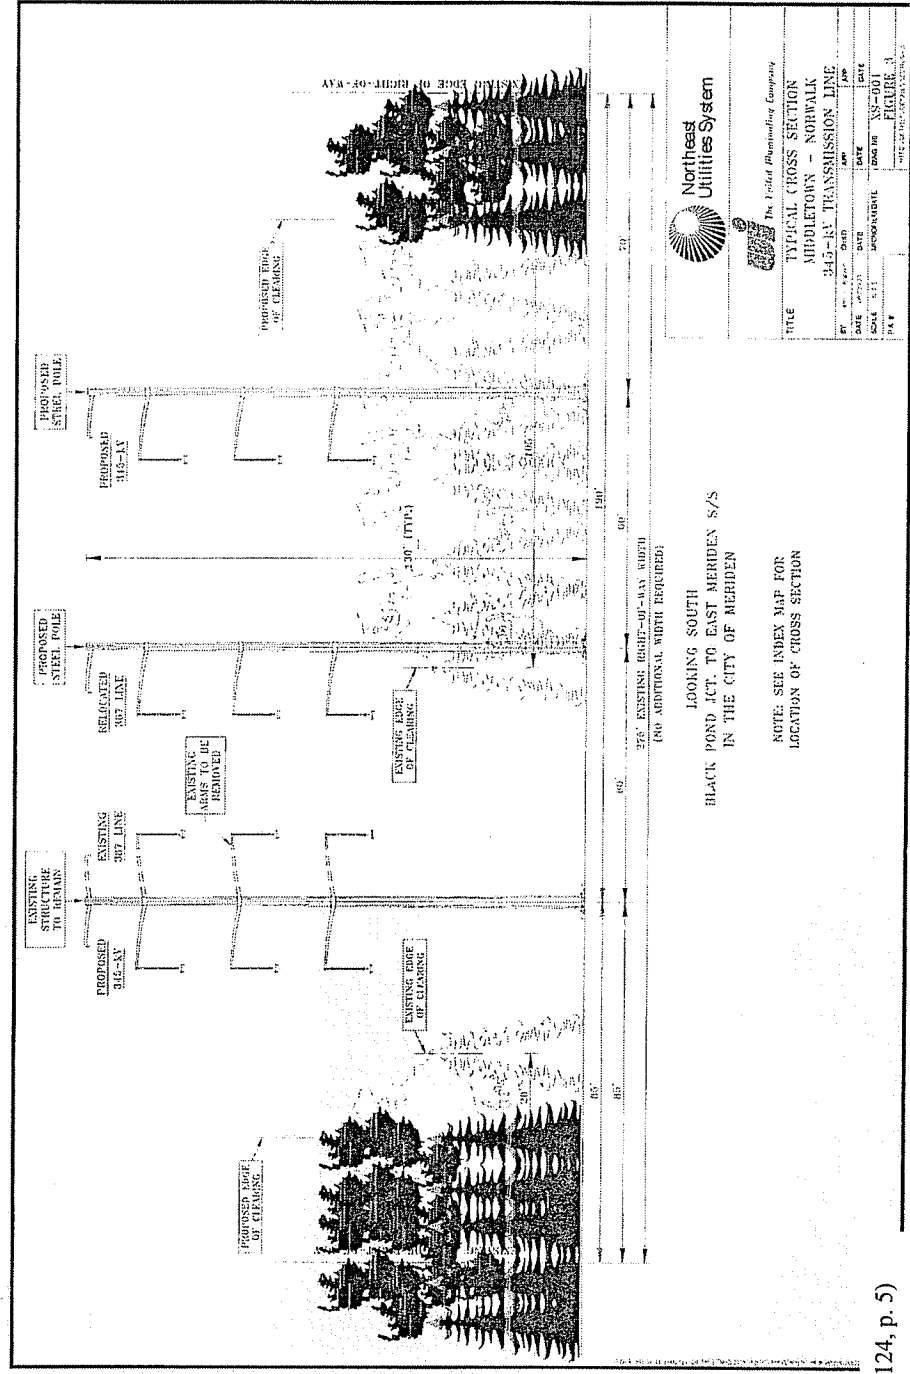 EXISTING
STRUCTURE
TO REMAIN
PROPOSED
STEEL POLE
PROPOSED
STEEL POLE
PROPOSED
345-KV
EXISTING
387 LINE
RELOCATED
387 LINE
PROPOSED
345-KV
EXISTING
ARMS TO BE
REMOVED
PROPOSED EDGE
OF CLEARING
PROPOSED EDGE
OF CLEARING
EXISTING EDGE
OF CLEARING
EXISTING EDGE
OF CLEARING
EXISTING EDGE OF RIGHT-OF-WAY
130' (TYP.)
20'
105'
85'
190'
85'
60'
275' EXISTING RIGHT-OF-WAY WIDTH
(NO ADDITIONAL WIDTH REQUIRED)
LOOKING SOUTH
BLACK POND JCT. TO EAST MERIDEN S/S
IN THE CITY OF MERIDEN
NOTE: SEE INDEX MAP FOR
LOCATION OF CROSS SECTION
Northeast
Utilities System
The United Illuminating Company
TITLE
TYPICAL CROSS SECTION
MIDDLETOWN - NORWALK
345-KV TRANSMISSION LINE
BY CHKD APP APP
DATE DATE DATE DATE
SCALE DWG NO XS-001
FIGURE
124, p. 5)